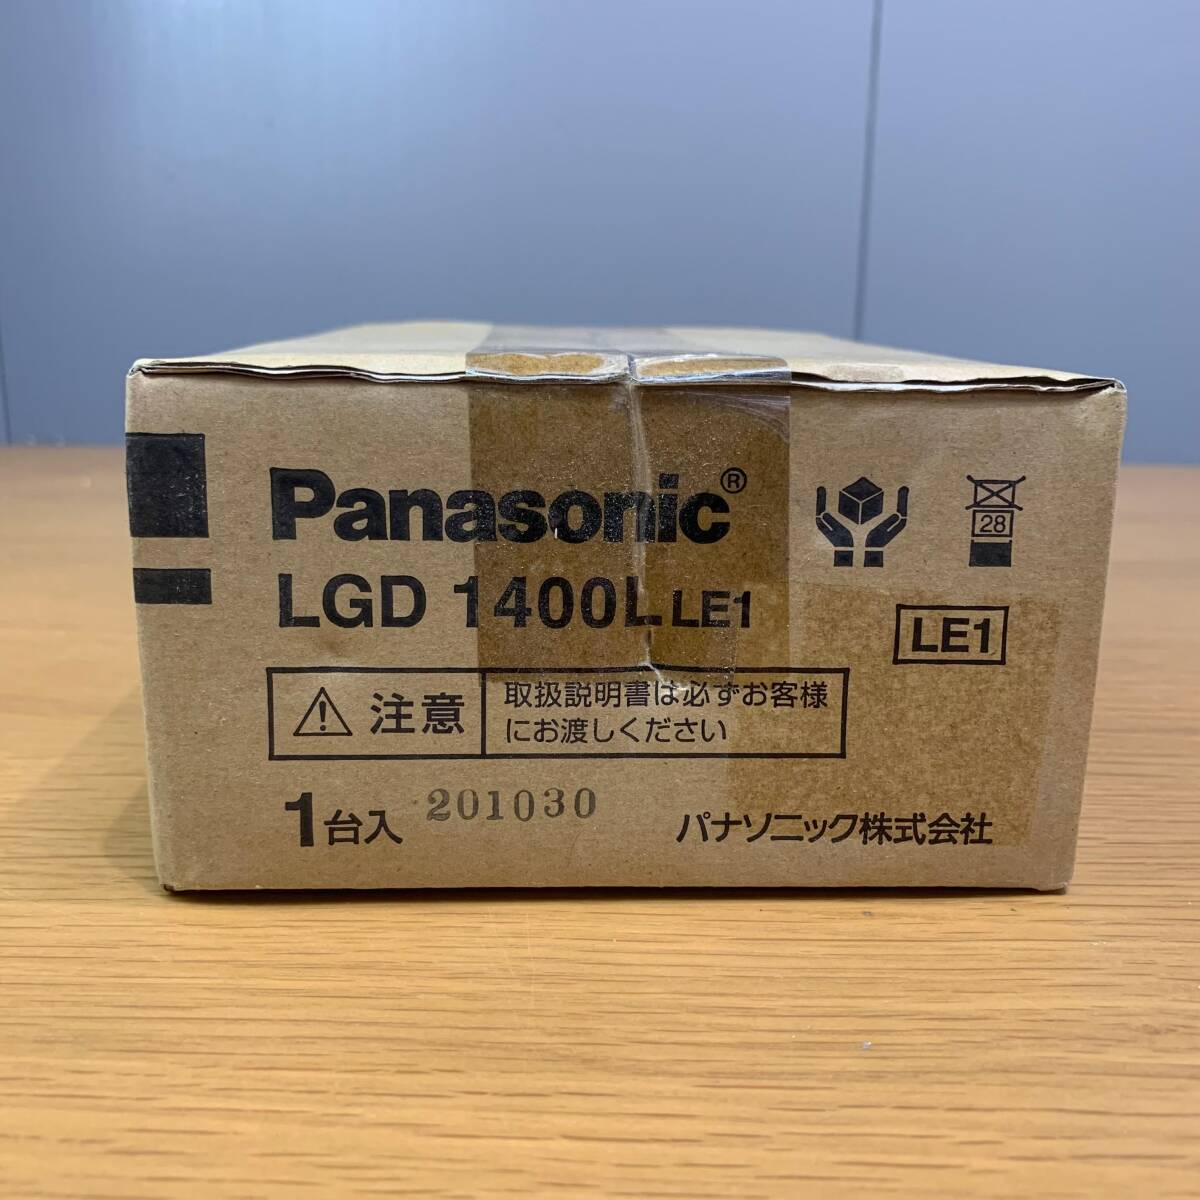 Panasonic®
28
LGD 1400L LE1
LE1
注意
取扱説明書は必ずお客様
にお渡しください
1台入 201030
パナソニック株式会社